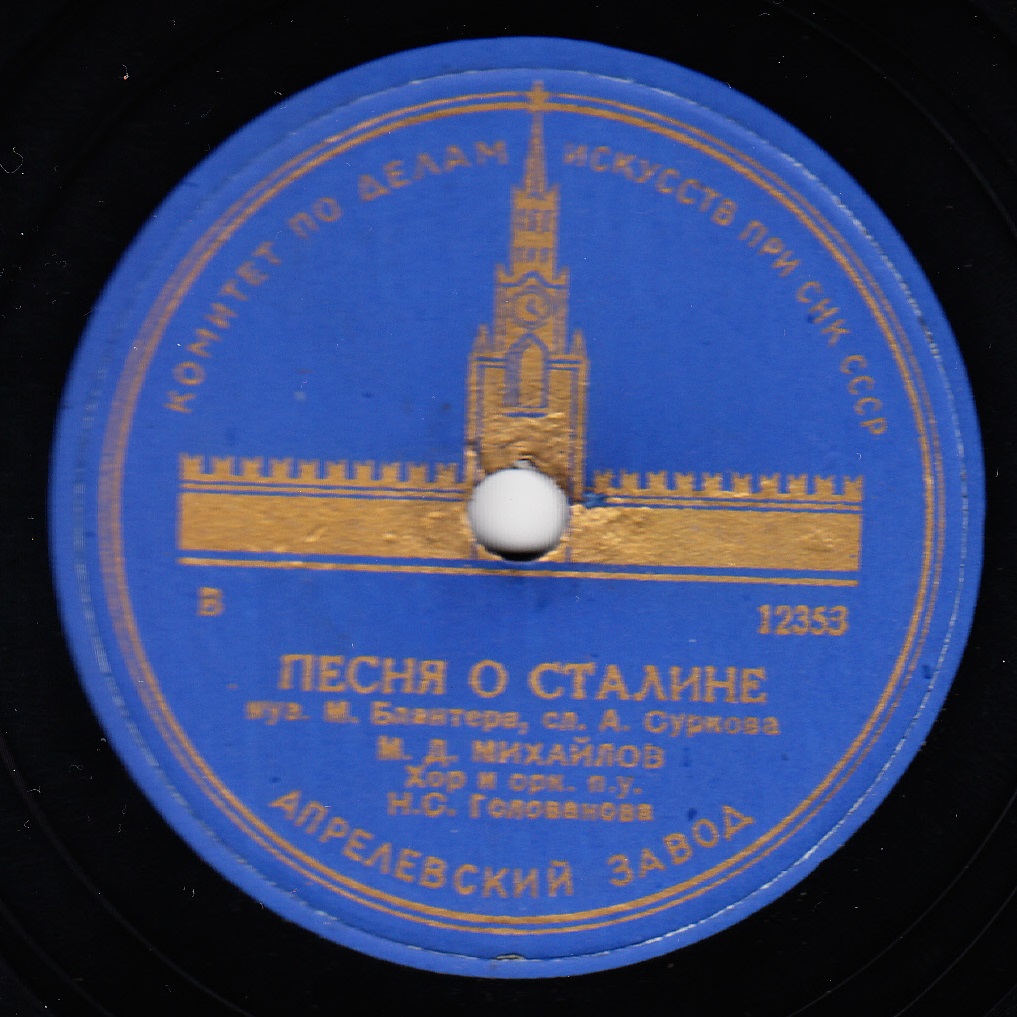 КОМИТЕТ ПО ДЕЛАМ ИСКУССТВ ПРИ СНК СССР
В 12353
ПЕСНЯ О СТАЛИНЕ
муз. М. Блантера, сл. А. Суркова
М. Д. МИХАЙЛОВ
Хор и орк. п.у.
Н.С. Голованова
АПРЕЛЕВСКИЙ ЗАВОД